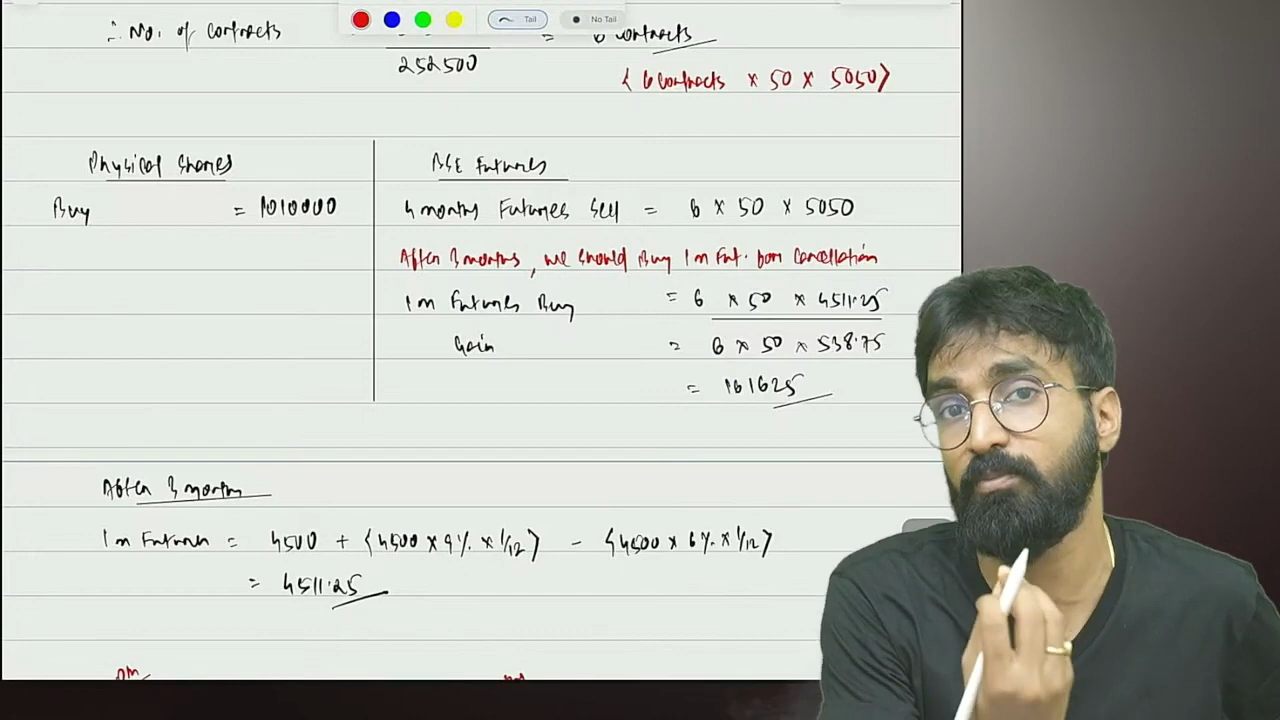 Tail
No Tail
∴ No. of contracts = 6 contracts
252500
{6 contracts × 50 × 5050}
Physical Shares
Buy = 1010000
BSE Futures
4 months Futures Sell = 6 × 50 × 5050
After 3 months, we should Buy 1m Fut. for cancellation
1m Futures Buy = 6 × 50 × 4511.25
Gain = 6 × 50 × 538.75
= 161625
After 3 months
1m Futures = 4500 + {4500 × 9% × 1/12} - {4500 × 6% × 1/12}
= 4511.25